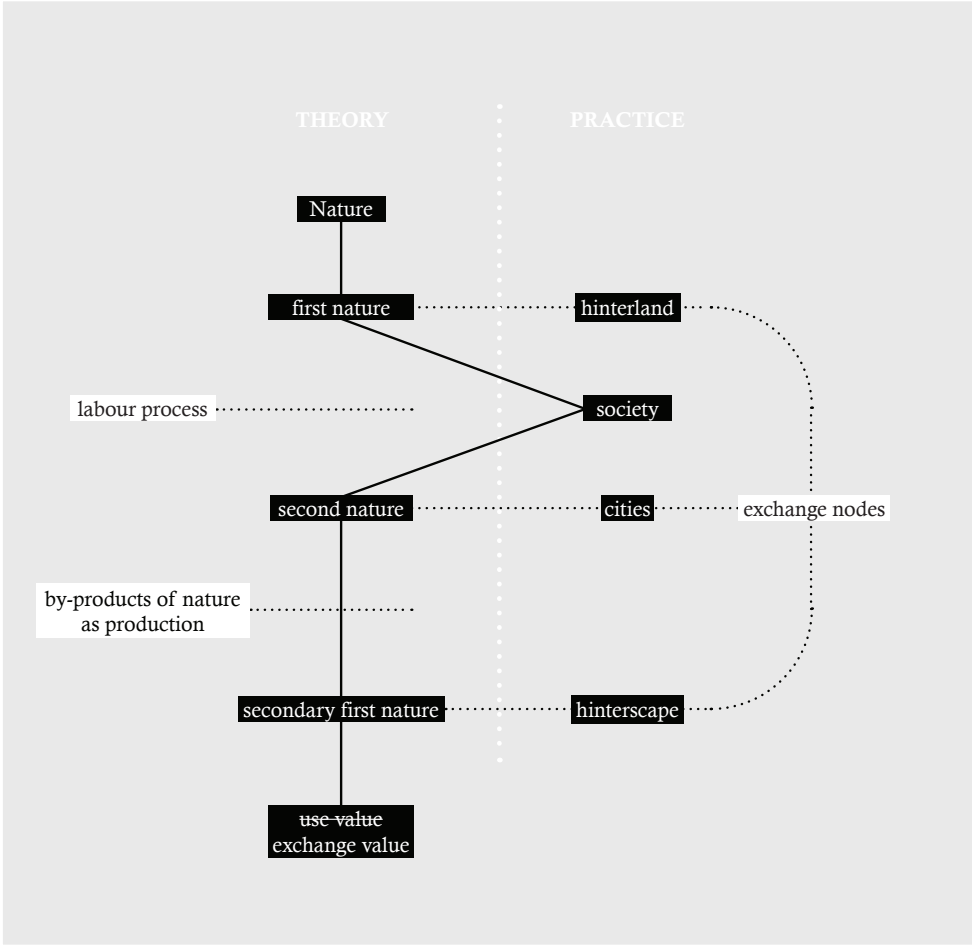 THEORY
PRACTICE
Nature
first nature
hinterland
labour process
society
second nature
cities
exchange nodes
by-products of nature
as production
secondary first nature
hinterscape
use value
exchange value